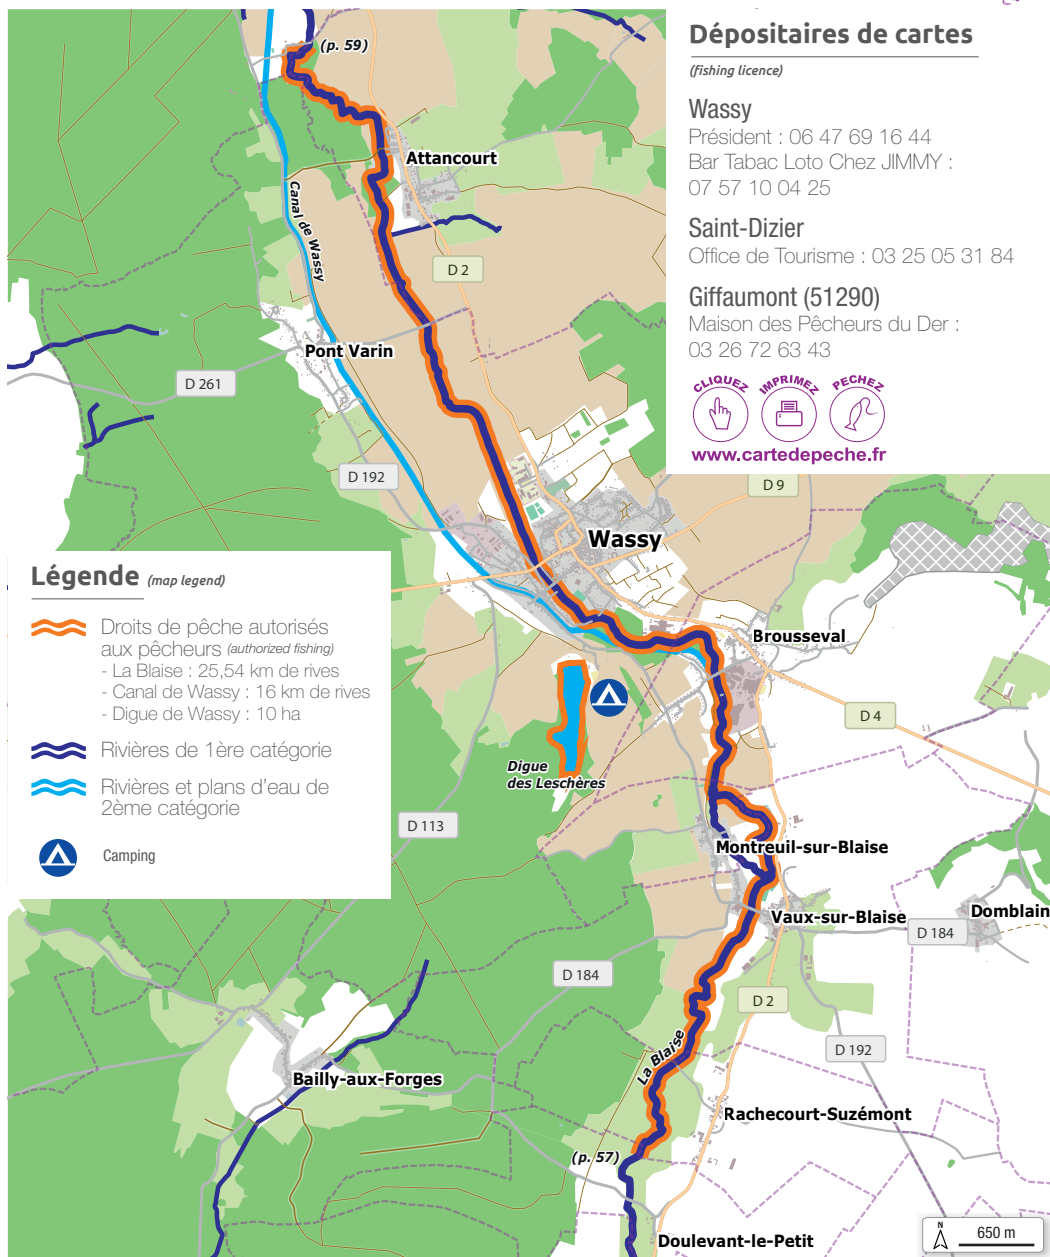 Dépositaires de cartes
(fishing licence)
Wassy
Président : 06 47 69 16 44
Bar Tabac Loto Chez JIMMY :
07 57 10 04 25
Saint-Dizier
Office de Tourisme : 03 25 05 31 84
Giffaumont (51290)
Maison des Pêcheurs du Der :
03 26 72 63 43
CLIQUEZ IMPRIMEZ PECHEZ
www.cartedepeche.fr
(p. 59)
Attancourt
Canal de Wassy
D 2
Pont Varin
D 261
D 192
D 9
Wassy
Brousseval
D 4
Digue
des Leschères
D 113
Montreuil-sur-Blaise
Vaux-sur-Blaise
Domblain
D 184
D 184
D 2
La Blaise
D 192
Bailly-aux-Forges
Rachecourt-Suzémont
(p. 57)
Doulevant-le-Petit
Légende (map legend)
Droits de pêche autorisés
aux pêcheurs (authorized fishing)
- La Blaise : 25,54 km de rives
- Canal de Wassy : 16 km de rives
- Digue de Wassy : 10 ha
Rivières de 1ère catégorie
Rivières et plans d'eau de
2ème catégorie
Camping
N
650 m